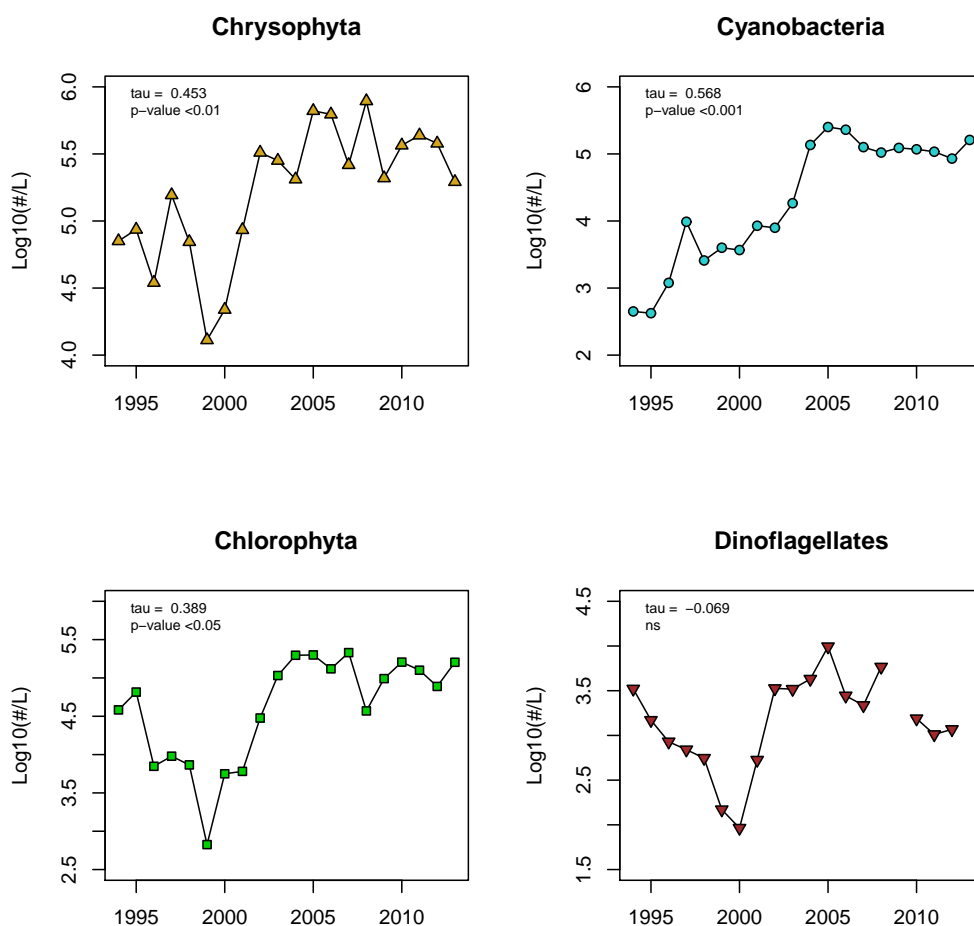 Chrysophyta
tau = 0.453
p−value <0.01
Log10(#/L)
6.0
5.5
5.0
4.5
4.0
1995 2000 2005 2010
Cyanobacteria
tau = 0.568
p−value <0.001
Log10(#/L)
6
5
4
3
2
1995 2000 2005 2010
Chlorophyta
tau = 0.389
p−value <0.05
Log10(#/L)
5.5
4.5
3.5
2.5
1995 2000 2005 2010
Dinoflagellates
tau = −0.069
ns
Log10(#/L)
4.5
3.5
2.5
1.5
1995 2000 2005 2010